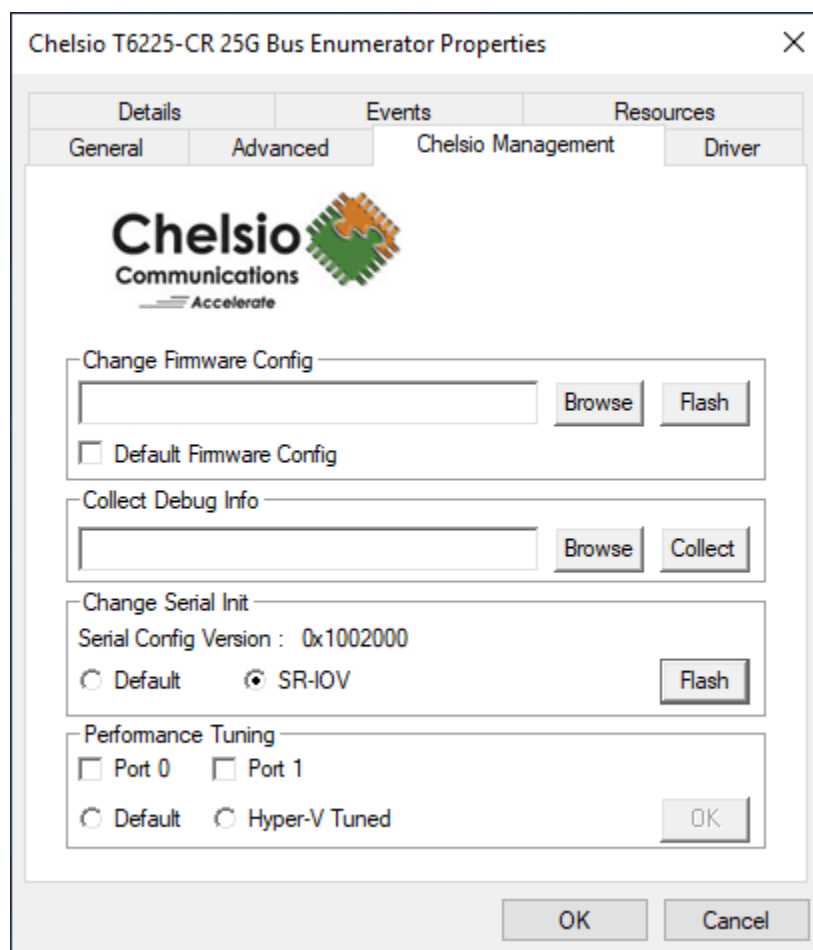 Chelsio T6225-CR 25G Bus Enumerator Properties
Details Events Resources
General Advanced Chelsio Management Driver
Chelsio
Communications
Accelerate
Change Firmware Config
Browse Flash
Default Firmware Config
Collect Debug Info
Browse Collect
Change Serial Init
Serial Config Version : 0x1002000
Default SR-IOV Flash
Performance Tuning
Port 0 Port 1
Default Hyper-V Tuned OK
OK Cancel